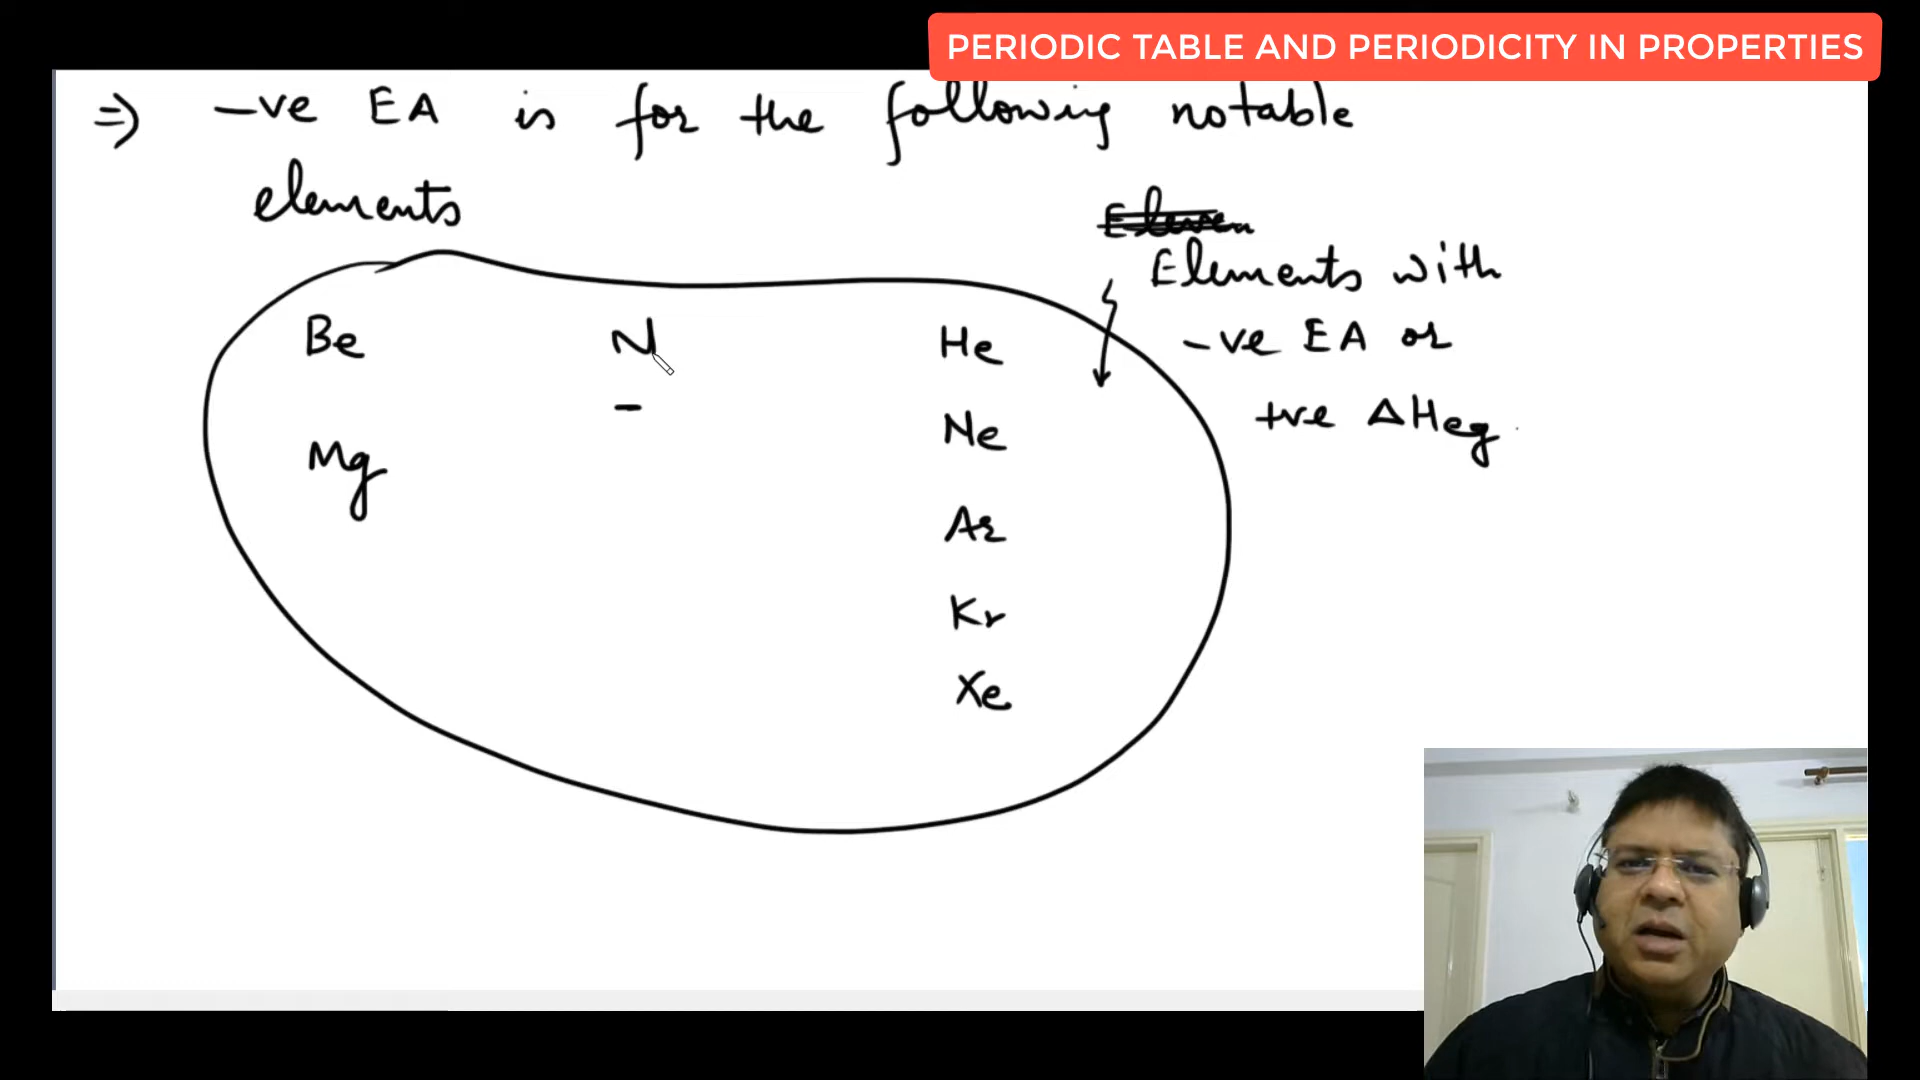 PERIODIC TABLE AND PERIODICITY IN PROPERTIES
⇒ -ve EA is for the following notable
elements
Elements with
-ve EA or
+ve ΔHeg
Be N He
-
Ne
Mg
Ar
Kr
Xe